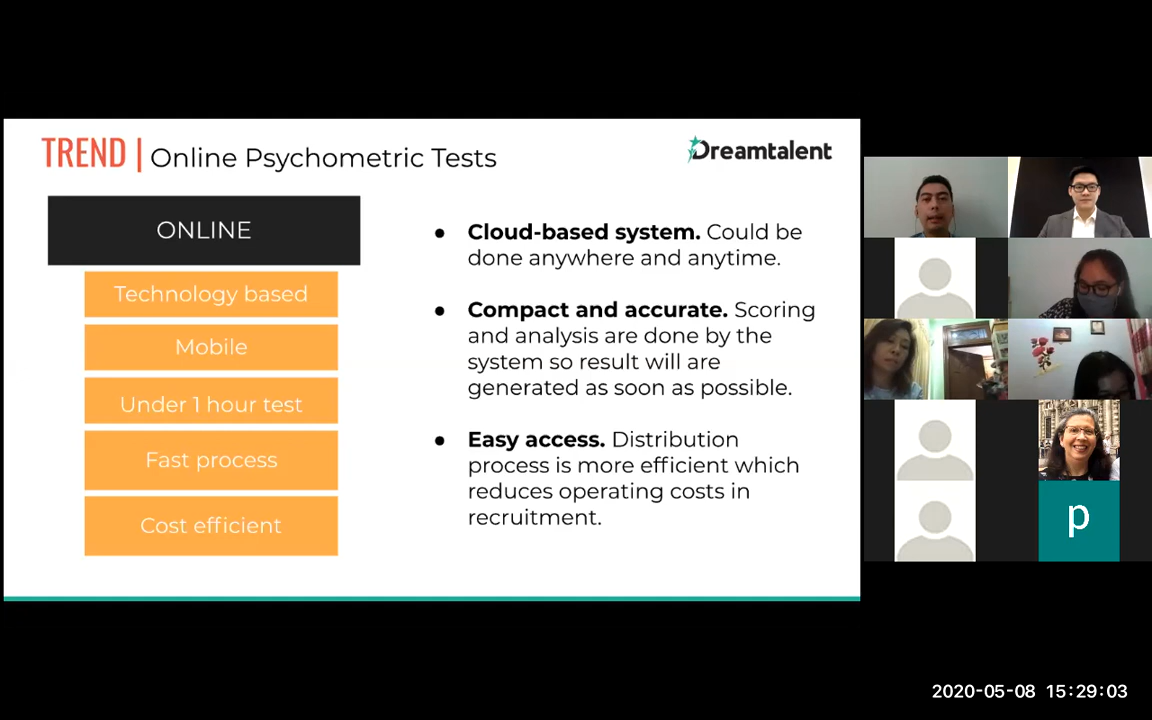 TREND | Online Psychometric Tests
Dreamtalent
ONLINE
Technology based
Mobile
Under 1 hour test
Fast process
Cost efficient
● Cloud-based system. Could be
done anywhere and anytime.
● Compact and accurate. Scoring
and analysis are done by the
system so result will are
generated as soon as possible.
● Easy access. Distribution
process is more efficient which
reduces operating costs in
recruitment.
p
2020-05-08 15:29:03